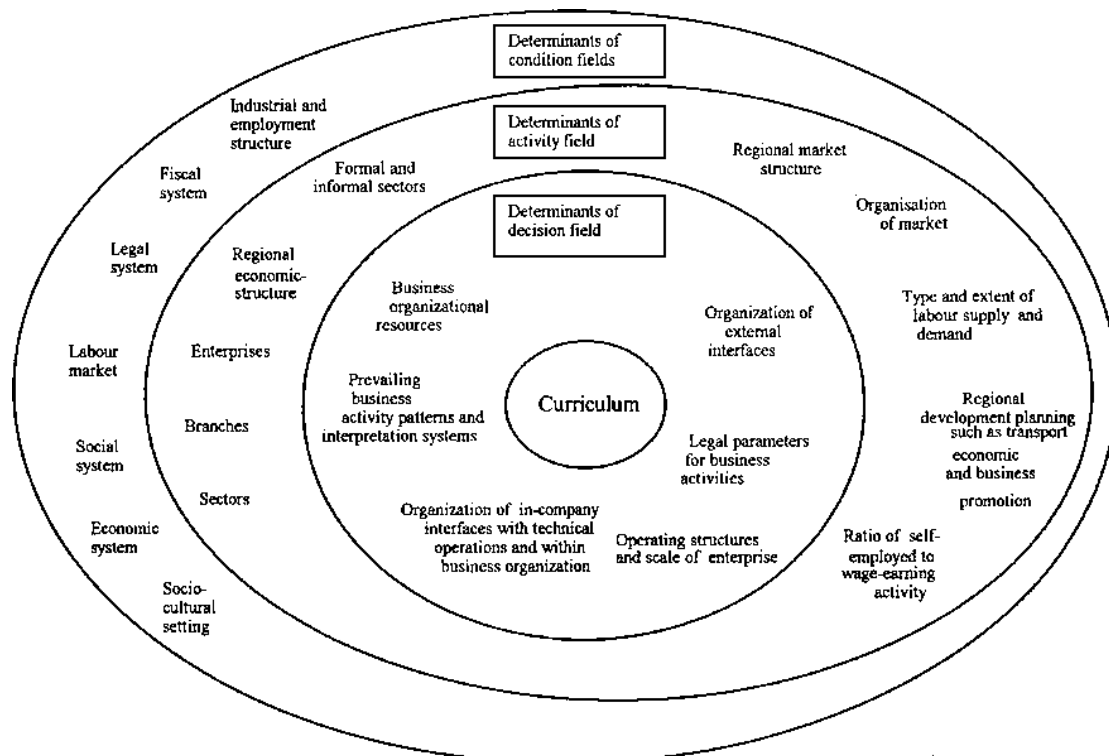 Determinants of
condition fields
Industrial and
employment
structure
Fiscal
system
Legal
system
Labour
market
Social
system
Economic
system
Socio-
cultural
setting
Determinants of
activity field
Formal and
informal sectors
Regional
economic-
structure
Enterprises
Branches
Sectors
Regional market
structure
Organisation
of market
Type and extent of
labour supply and
demand
Regional
development planning
such as transport
economic
and business
promotion
Ratio of self-
employed to
wage-earning
activity
Determinants of
decision field
Business
organizational
resources
Prevailing
business
activity patterns and
interpretation systems
Organization of in-company
interfaces with technical
operations and within
business organization
Organization of
external
interfaces
Legal parameters
for business
activities
Operating structures
and scale of enterprise
Curriculum